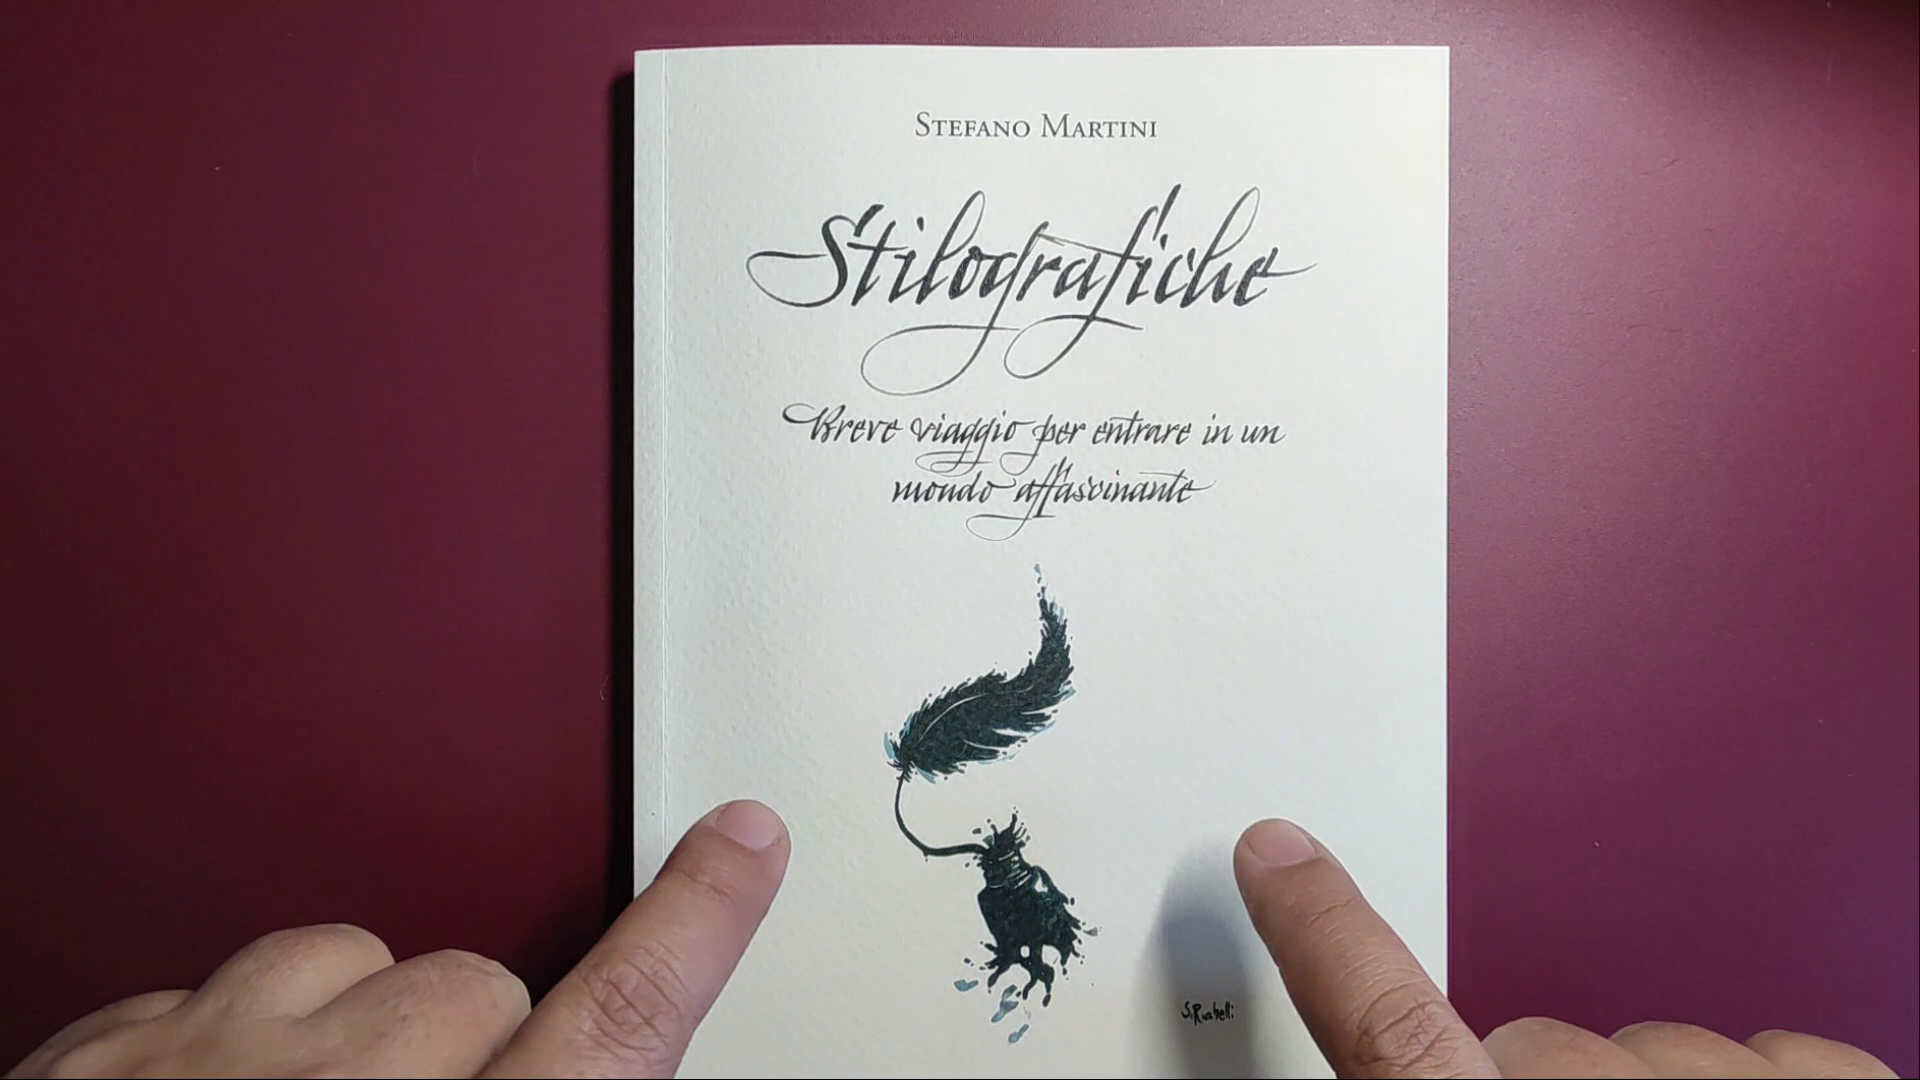 Stefano Martini
Stilografiche
Breve viaggio per entrare in un
mondo affascinante